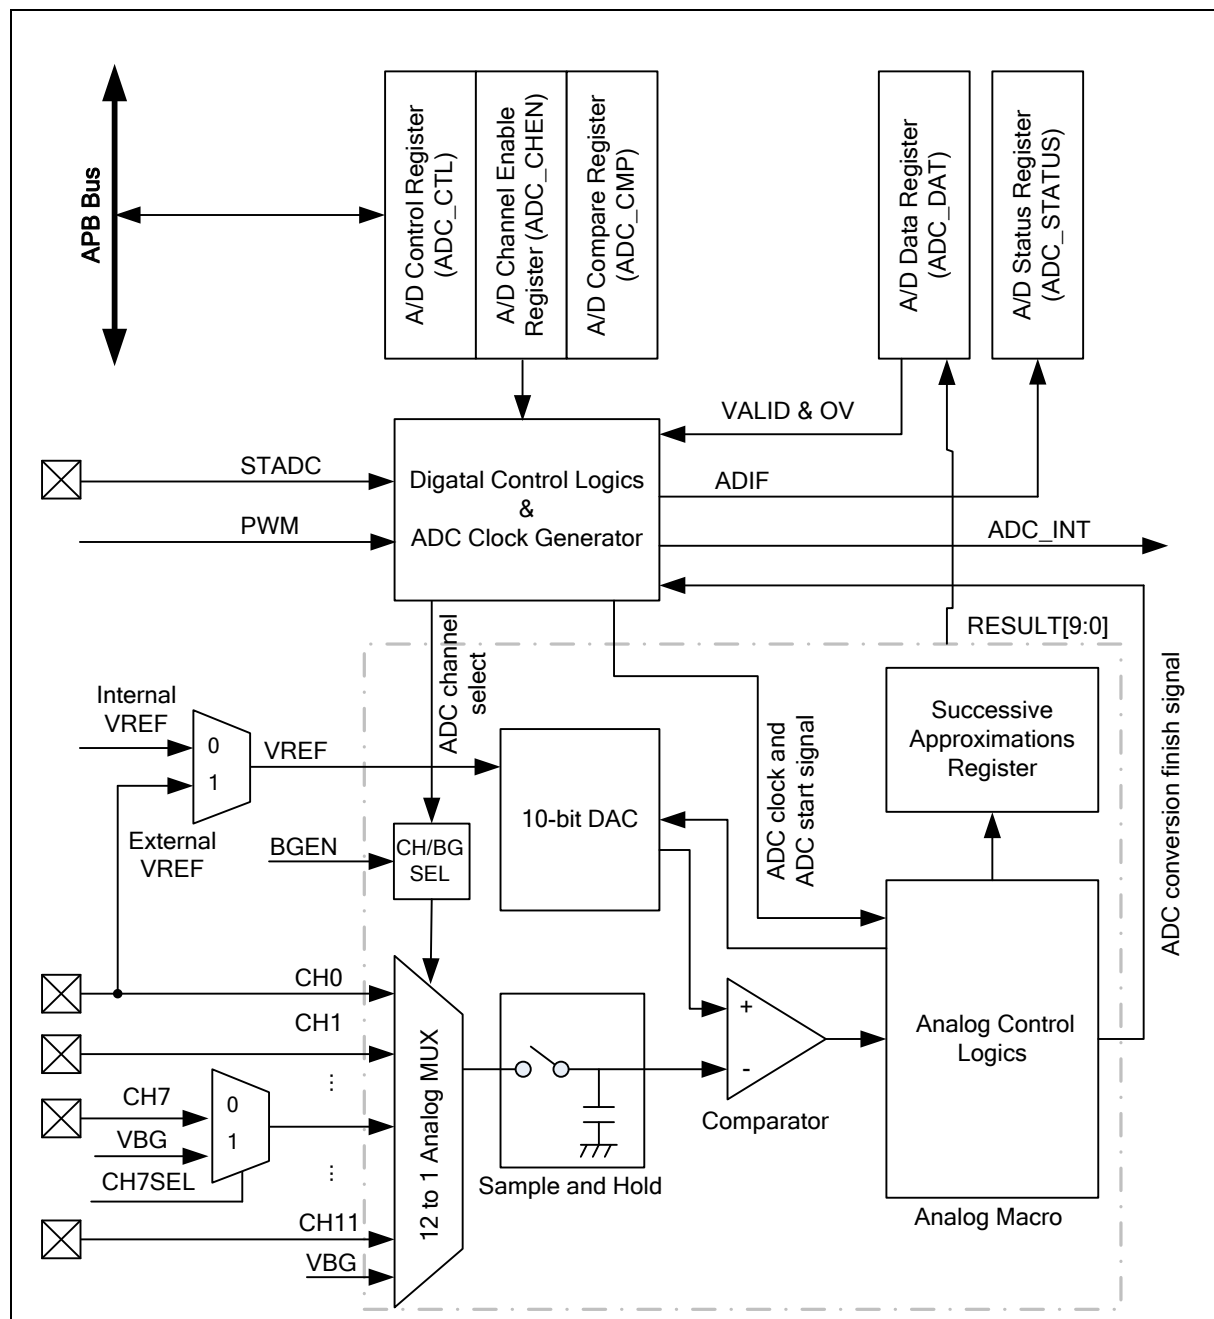 APB Bus
A/D Control Register
(ADC_CTL)
A/D Channel Enable
Register (ADC_CHEN)
A/D Compare Register
(ADC_CMP)
A/D Data Register
(ADC_DAT)
A/D Status Register
(ADC_STATUS)
VALID & OV
STADC
Digatal Control Logics
&
ADC Clock Generator
ADIF
PWM
ADC_INT
RESULT[9:0]
ADC channel
select
Internal
VREF
0
1
VREF
External
VREF
BGEN
CH/BG
SEL
10-bit DAC
ADC clock and
ADC start signal
Successive
Approximations
Register
ADC conversion finish signal
CH0
CH1
...
CH7
0
VBG
1
CH7SEL
...
CH11
VBG
12 to 1 Analog MUX
Sample and Hold
+
-
Comparator
Analog Control
Logics
Analog Macro